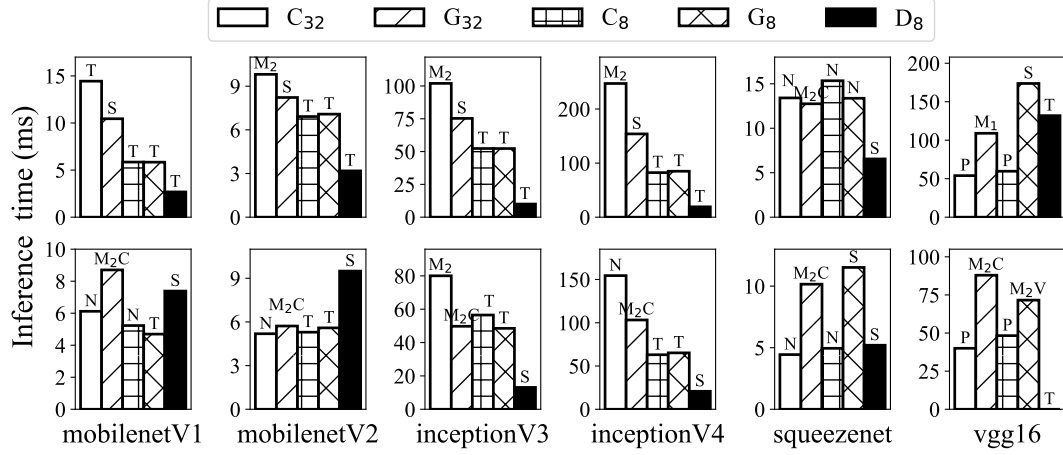 C32 G32 C8 G8 D8
Inference time (ms)
15 10 5 0
T S T T T
9 6 3 0
M2 S T T T
100 75 50 25 0
M2 S T T T
200 100 0
M2 S T T T
15 10 5 0
N M2C N N S
200 150 100 50 0
P M1 P S T
10 8 6 4 2 0
N M2C N T S
9 6 3 0
N M2C T T S
80 60 40 20 0
M2 M2C T T S
150 100 50 0
N M2C T T S
10 5 0
N M2C N S S
100 75 50 25 0
P M2C P M2V T
mobilenetV1 mobilenetV2 inceptionV3 inceptionV4 squeezenet vgg16